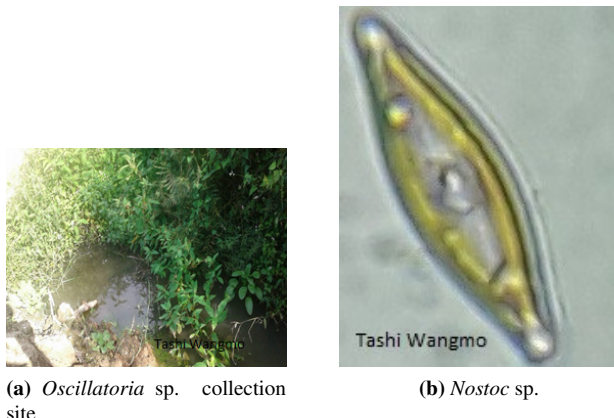 Tashi Wangmo
Tashi Wangmo
(a) Oscillatoria sp. collection
site
(b) Nostoc sp.